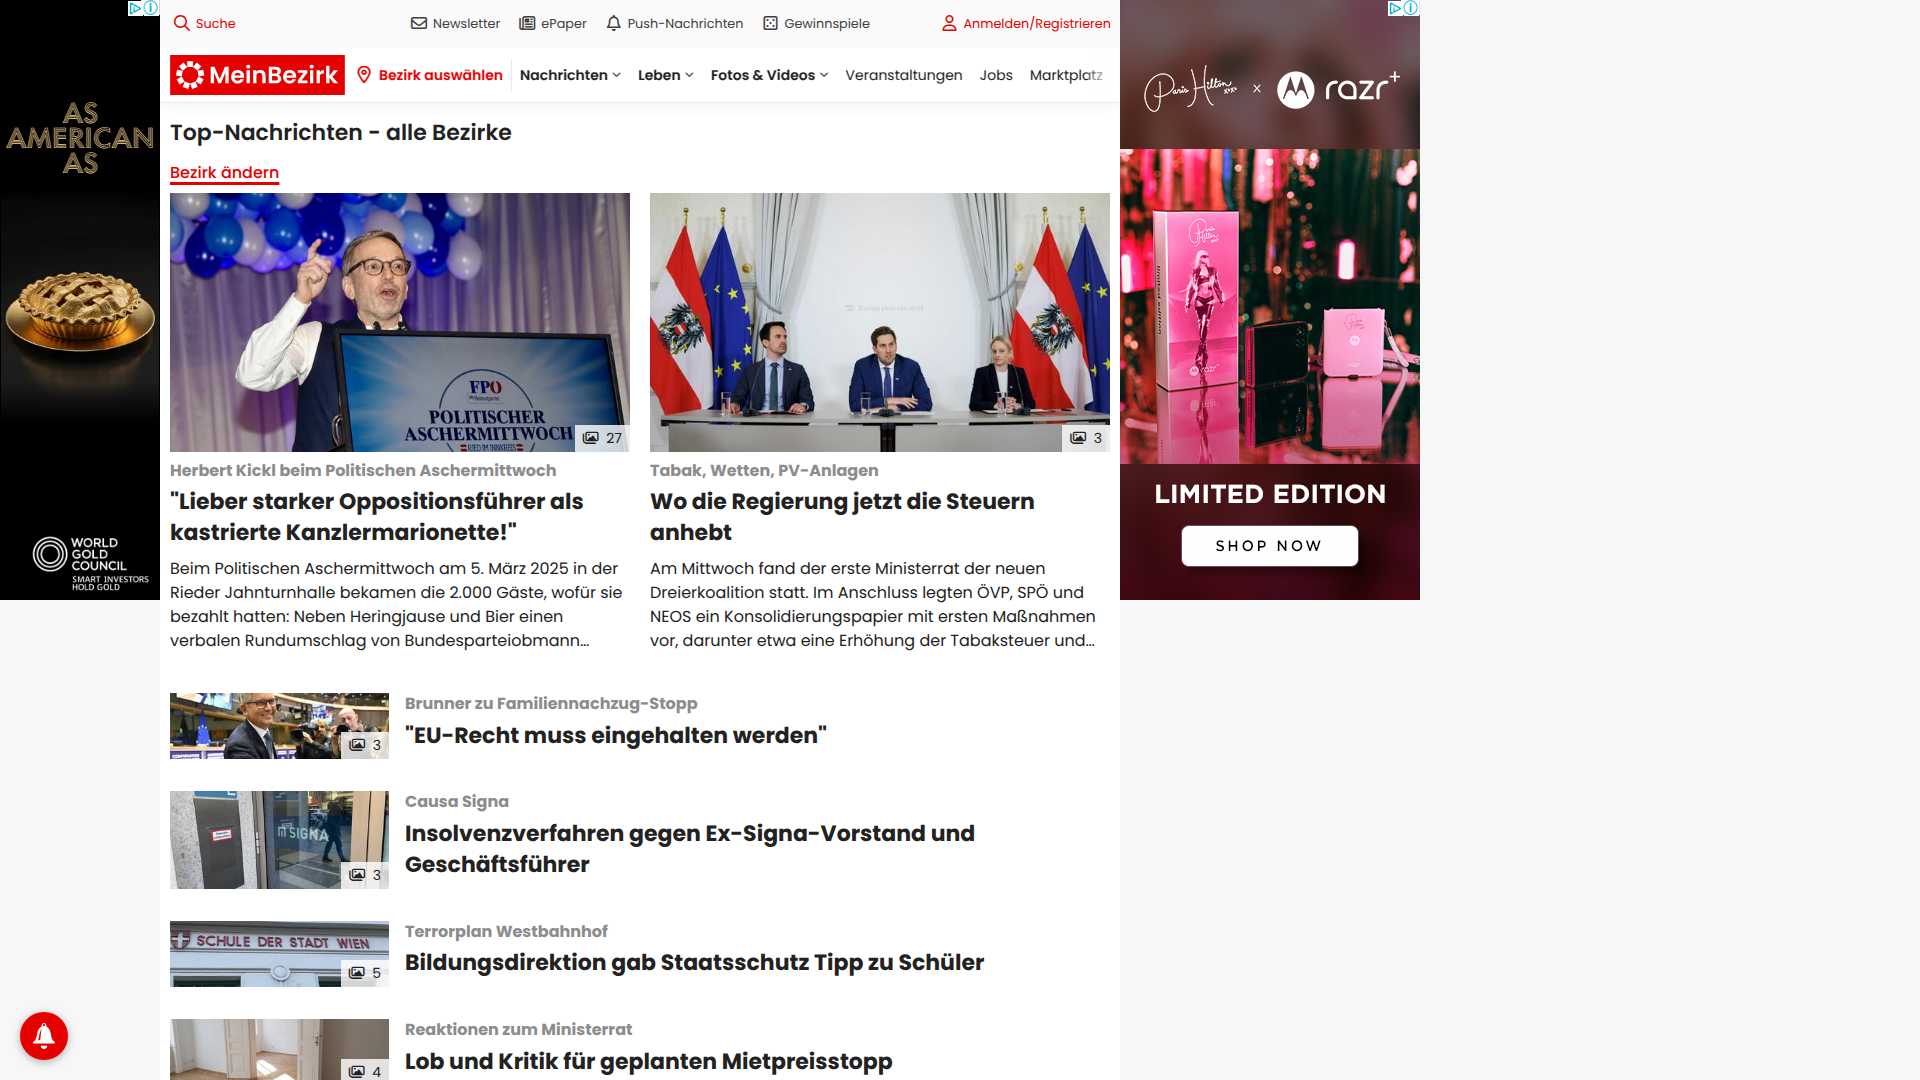 Suche
Newsletter
ePaper
Push-Nachrichten
Gewinnspiele
Anmelden/Registrieren
MeinBezirk
Bezirk auswählen
Nachrichten
Leben
Fotos & Videos
Veranstaltungen
Jobs
Marktplatz
Top-Nachrichten - alle Bezirke
Bezirk ändern
FPÖ
POLITISCHER
ASCHERMITTWOCH
RIED IM INNKREIS
27
3
Herbert Kickl beim Politischen Aschermittwoch
"Lieber starker Oppositionsführer als
kastrierte Kanzlermarionette!"
Beim Politischen Aschermittwoch am 5. März 2025 in der
Rieder Jahnturnhalle bekamen die 2.000 Gäste, wofür sie
bezahlt hatten: Neben Heringjause und Bier einen
verbalen Rundumschlag von Bundesparteiobmann...
Tabak, Wetten, PV-Anlagen
Wo die Regierung jetzt die Steuern
anhebt
Am Mittwoch fand der erste Ministerrat der neuen
Dreierkoalition statt. Im Anschluss legten ÖVP, SPÖ und
NEOS ein Konsolidierungspapier mit ersten Maßnahmen
vor, darunter etwa eine Erhöhung der Tabaksteuer und...
3
Brunner zu Familiennachzug-Stopp
"EU-Recht muss eingehalten werden"
SIGNA
3
Causa Signa
Insolvenzverfahren gegen Ex-Signa-Vorstand und
Geschäftsführer
SCHULE DER STADT WIEN
5
Terrorplan Westbahnhof
Bildungsdirektion gab Staatsschutz Tipp zu Schüler
4
Reaktionen zum Ministerrat
Lob und Kritik für geplanten Mietpreisstopp
AS
AMERICAN
AS
WORLD
GOLD
COUNCIL
SMART INVESTORS
HOLD GOLD
Paris Hilton x razr+
razr
LIMITED EDITION
SHOP NOW